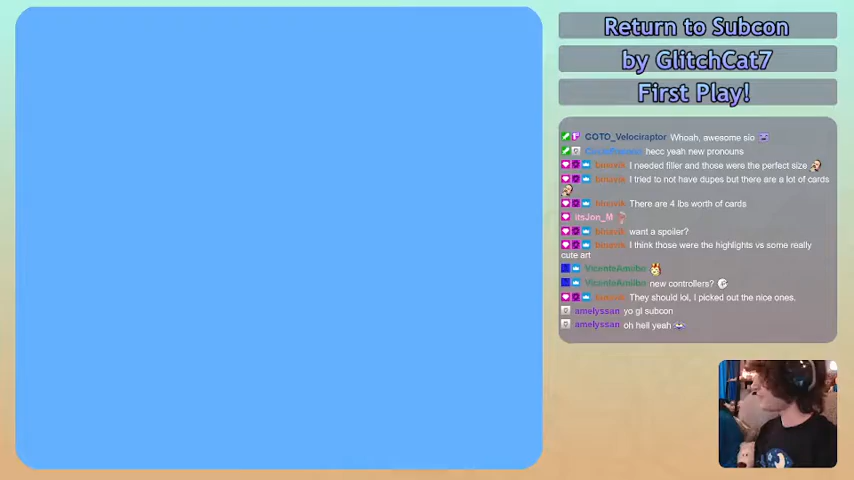 Return to Subcon
by GlitchCat7
First Play!
GOTO_Velociraptor Whoah, awesome sio
hecc yeah new pronouns
I needed filler and those were the perfect size
I tried to not have dupes but there are a lot of cards
There are 4 lbs worth of cards
itsJon_M
want a spoiler?
I think those were the highlights vs some really
cute art
VicenteAmiibo
VicenteAmiibo new controllers?
They should lol, I picked out the nice ones.
amelyssan yo gl subcon
amelyssan oh hell yeah